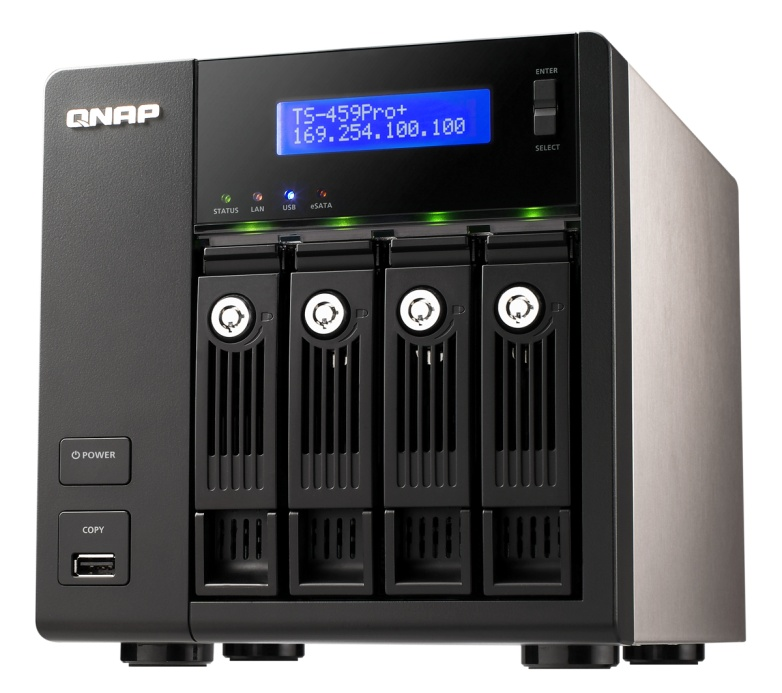 QNAP
TS-459Pro+
169.254.100.100
ENTER
SELECT
STATUS LAN USB eSATA
POWER
COPY